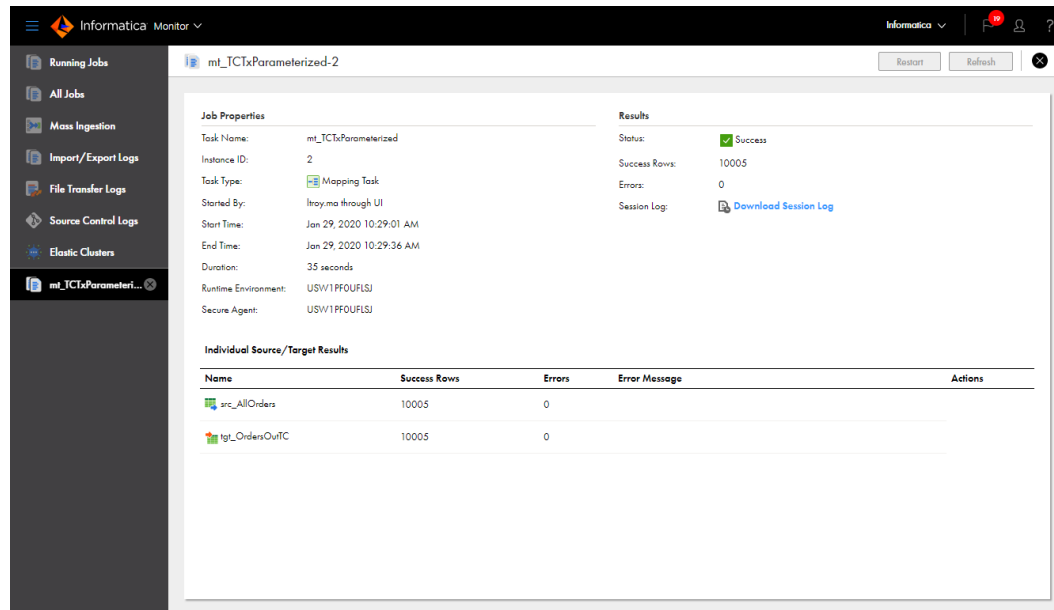 Informatica Monitor Informatica 19 ?
Running Jobs
All Jobs
Mass Ingestion
Import/Export Logs
File Transfer Logs
Source Control Logs
Elastic Clusters
mt_TCTxParameteri...
mt_TCTxParameterized-2 Restart Refresh
Job Properties Results
Task Name: mt_TCTxParameterized Status: Success
Instance ID: 2 Success Rows: 10005
Task Type: Mapping Task Errors: 0
Started By: ltroy.ma through UI Session Log: Download Session Log
Start Time: Jan 29, 2020 10:29:01 AM
End Time: Jan 29, 2020 10:29:36 AM
Duration: 35 seconds
Runtime Environment: USW1PF0UFLSJ
Secure Agent: USW1PF0UFLSJ
Individual Source/Target Results
Name Success Rows Errors Error Message Actions
src_AllOrders 10005 0
tgt_OrdersOutTC 10005 0